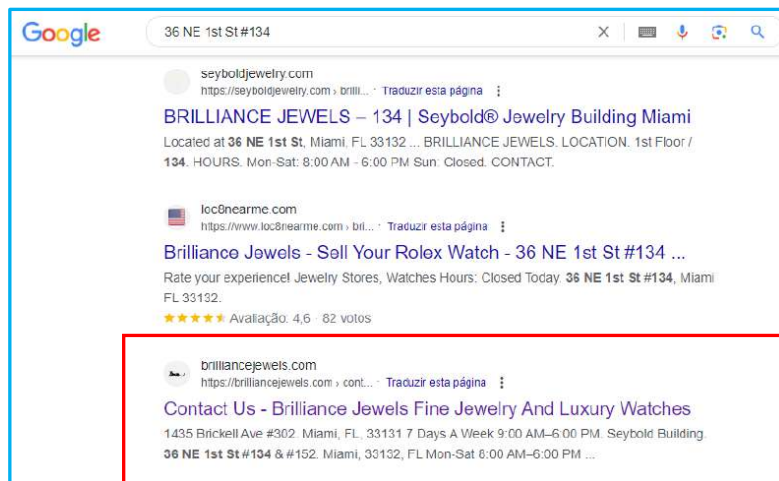 Google
36 NE 1st St #134
seyboldjewelry.com
https://seyboldjewelry.com › brilli... · Traduzir esta página
BRILLIANCE JEWELS – 134 | Seybold® Jewelry Building Miami
Located at 36 NE 1st St, Miami, FL 33132 ... BRILLIANCE JEWELS. LOCATION. 1st Floor /
134. HOURS. Mon-Sat: 8:00 AM - 6:00 PM Sun: Closed. CONTACT.
loc8nearme.com
https://www.loc8nearme.com › bri... · Traduzir esta página
Brilliance Jewels - Sell Your Rolex Watch - 36 NE 1st St #134 ...
Rate your experience! Jewelry Stores, Watches Hours: Closed Today. 36 NE 1st St #134, Miami
FL 33132.
Avaliação: 4,6 · 82 votos
brilliancejewels.com
https://brilliancejewels.com › cont... · Traduzir esta página
Contact Us - Brilliance Jewels Fine Jewelry And Luxury Watches
1435 Brickell Ave #302. Miami, FL, 33131 7 Days A Week 9:00 AM–6:00 PM. Seybold Building.
36 NE 1st St #134 & #152. Miami, 33132, FL Mon-Sat 8:00 AM–6:00 PM ...